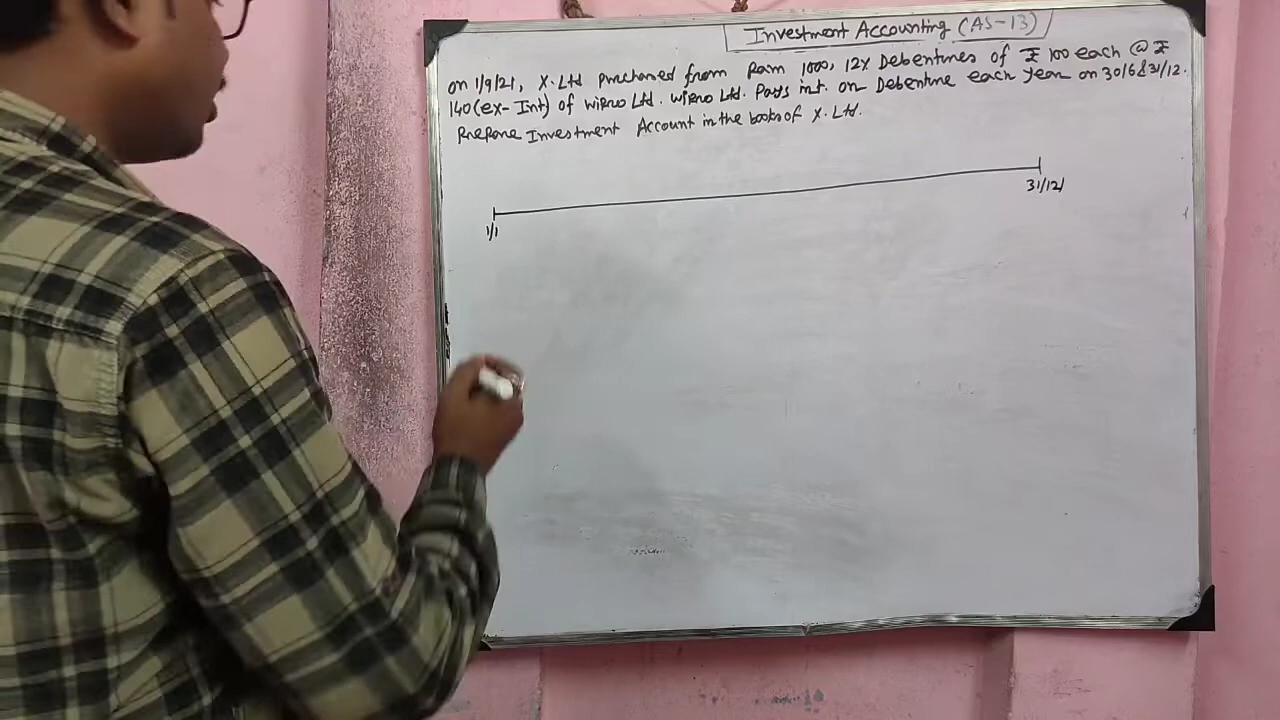 Investment Accounting (AS-13)
on 1/9/21, X. Ltd purchased from Ram 1000, 12% Debentures of ₹ 100 each @ ₹
140 (ex-Int) of wipro Ltd. wipro Ltd. Pays int. on Debenture each year on 30/6 & 31/12.
Prepare Investment Account in the books of X. Ltd.
1/1
31/12/